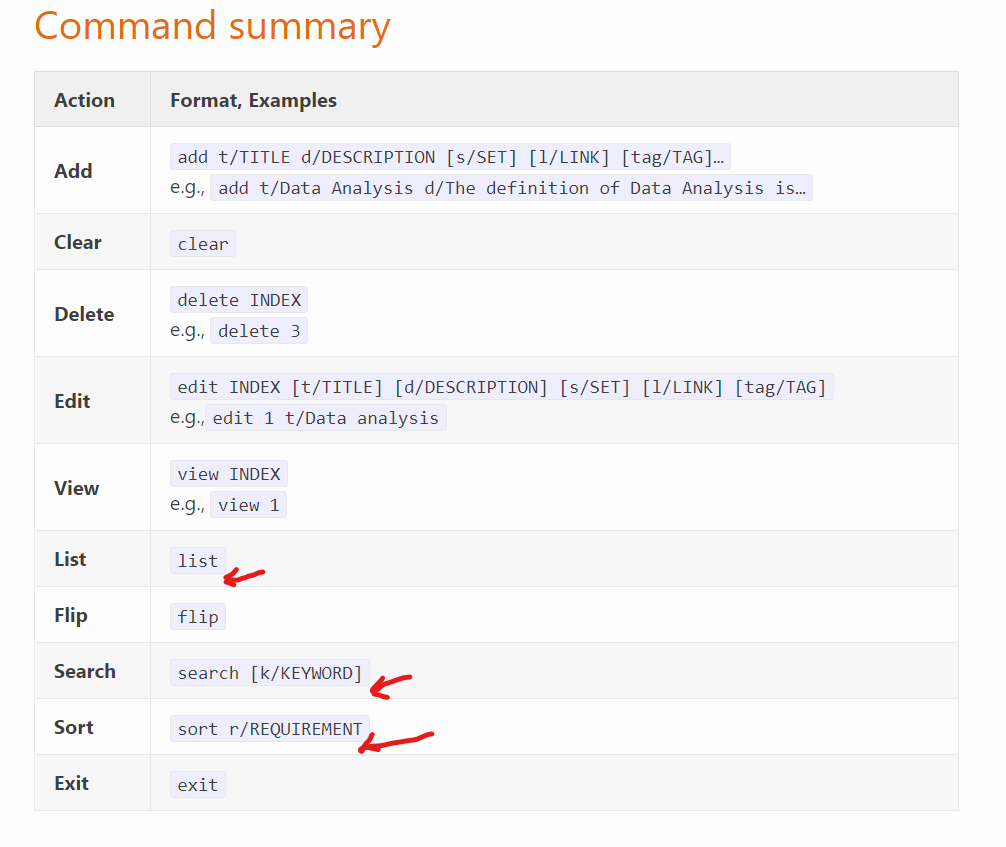 Command summary
Action Format, Examples
Add
add t/TITLE d/DESCRIPTION [s/SET] [l/LINK] [tag/TAG]…
e.g., add t/Data Analysis d/The definition of Data Analysis is…
Clear clear
Delete
delete INDEX
e.g., delete 3
Edit
edit INDEX [t/TITLE] [d/DESCRIPTION] [s/SET] [l/LINK] [tag/TAG]
e.g., edit 1 t/Data analysis
View
view INDEX
e.g., view 1
List list
Flip flip
Search search [k/KEYWORD]
Sort sort r/REQUIREMENT
Exit exit